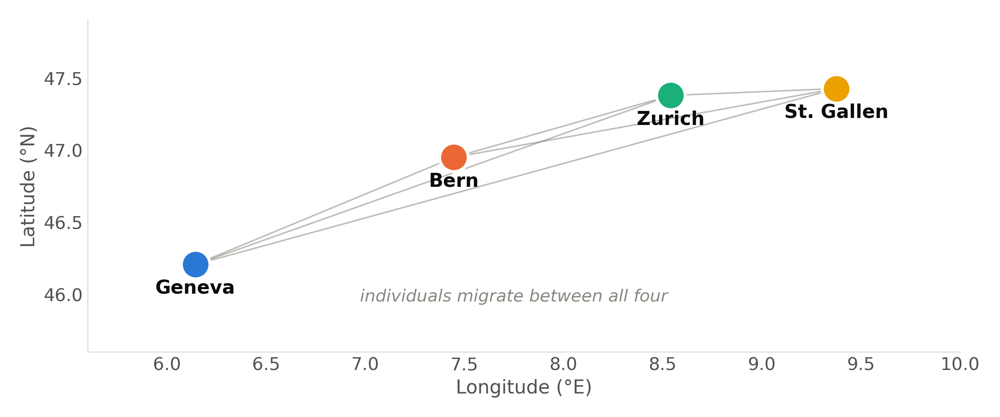 47.5
47.0
46.5
46.0
Latitude (°N)
St. Gallen
Zurich
Bern
Geneva
individuals migrate between all four
6.0 6.5 7.0 7.5 8.0 8.5 9.0 9.5 10.0
Longitude (°E)